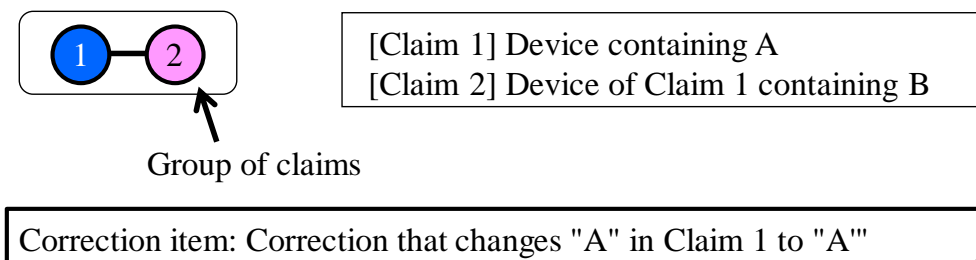 1 2
[Claim 1] Device containing A
[Claim 2] Device of Claim 1 containing B
Group of claims
Correction item: Correction that changes "A" in Claim 1 to "A'"